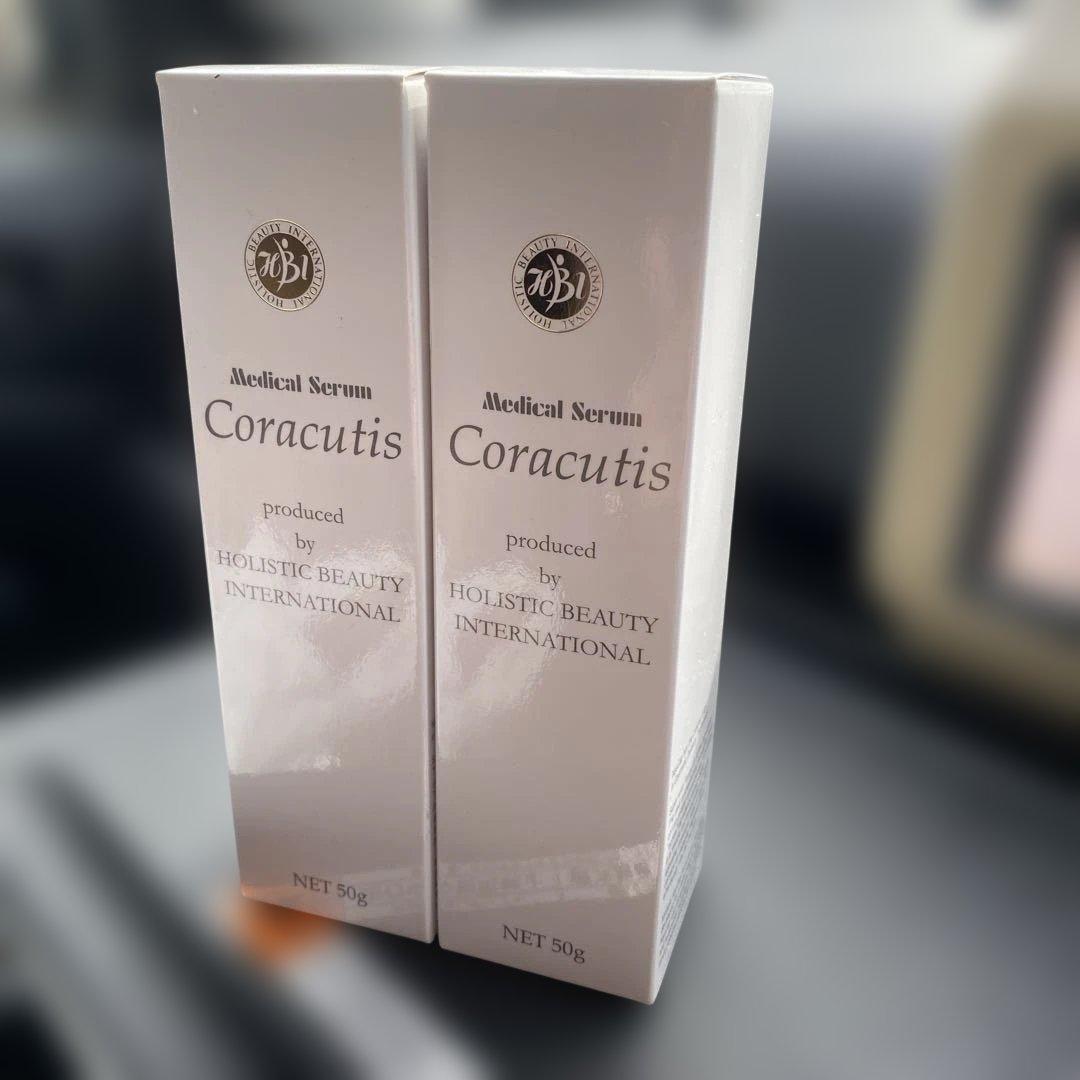 HOLISTIC BEAUTY INTERNATIONAL
HBI
Medical Serum
Coracutis
produced
by
HOLISTIC BEAUTY
INTERNATIONAL
NET 50g
HOLISTIC BEAUTY INTERNATIONAL
HBI
Medical Serum
Coracutis
produced
by
HOLISTIC BEAUTY
INTERNATIONAL
NET 50g